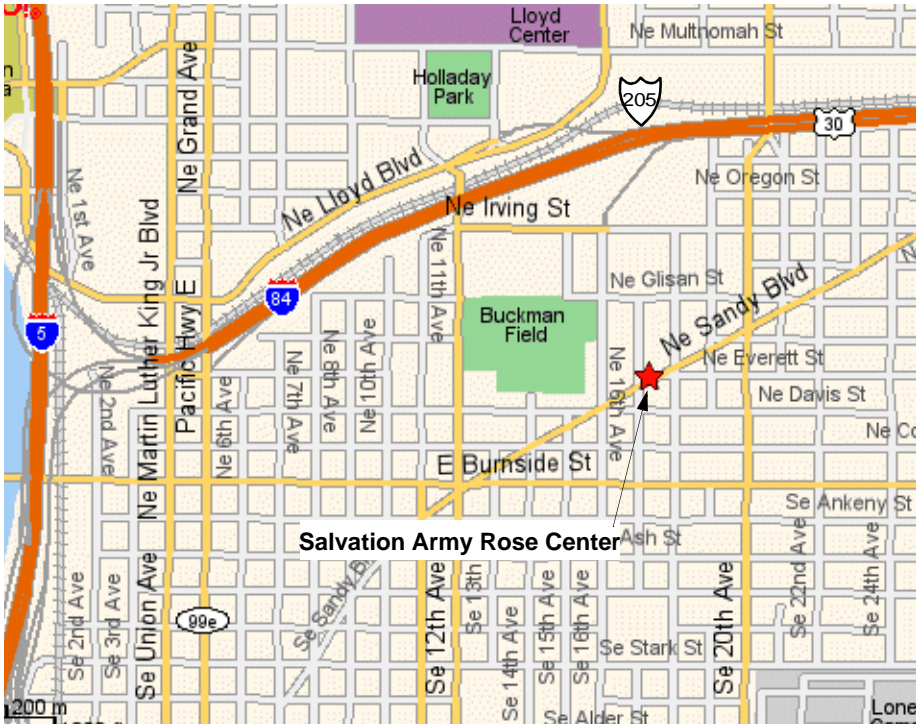 Lloyd
Center
Ne Multnomah St
Holladay
Park
205
30
Ne Grand Ave
Ne 1st Ave
Ne Lloyd Blvd
Ne Oregon St
Ne Irving St
Ne Martin Luther King Jr Blvd
Pacific Hwy E
Ne 11th Ave
Ne Glisan St
84
5
Buckman
Field
Ne Sandy Blvd
Ne Everett St
Ne 2nd Ave
Ne 6th Ave
Ne 7th Ave
Ne 8th Ave
Ne 10th Ave
Ne 16th Ave
Ne Davis St
Ne Co
E Burnside St
Se Ankeny St
Salvation Army Rose Center
Ash St
Se 2nd Ave
Se 3rd Ave
Se Union Ave
99e
Se Sandy Bl
Se 12th Ave
Se 13th
Se 14th Ave
Se 15th Ave
Se 16th Ave
Se Stark St
Se 20th Ave
Se 22nd Ave
Se 24th Ave
Se Alder St
Lone
200 m